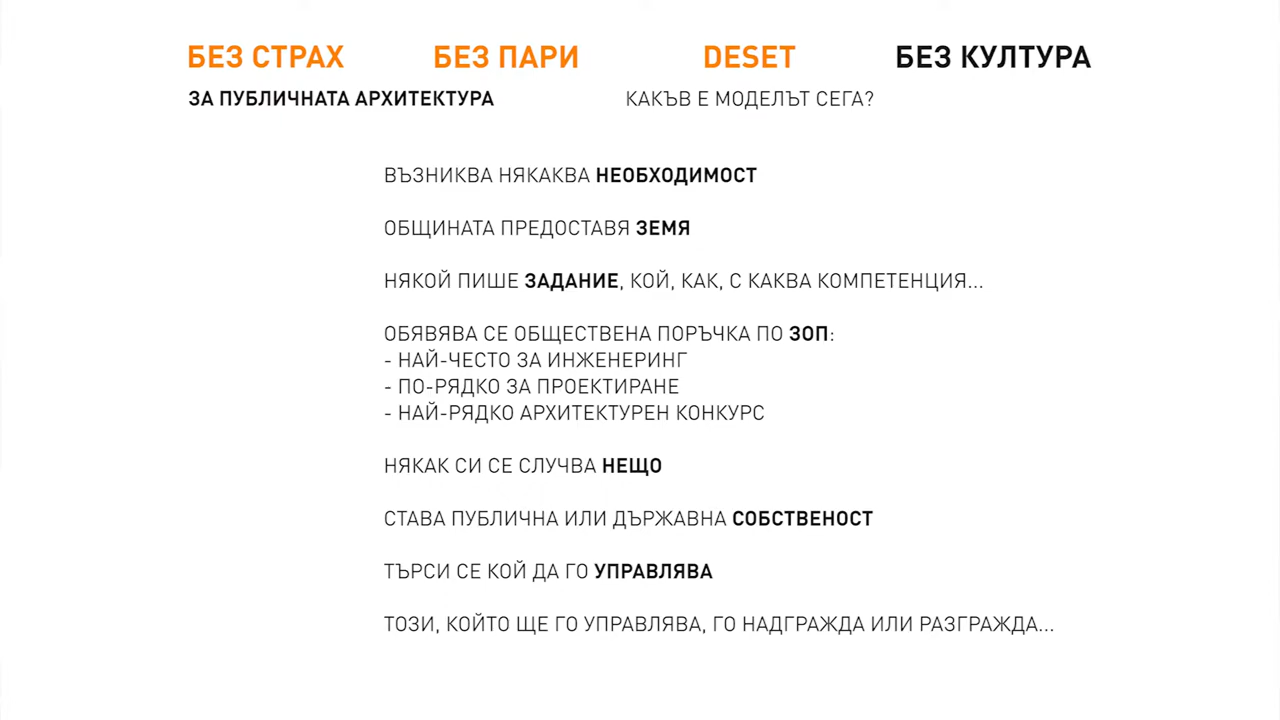 БЕЗ СТРАХ БЕЗ ПАРИ DESET БЕЗ КУЛТУРА
ЗА ПУБЛИЧНАТА АРХИТЕКТУРА КАКЪВ Е МОДЕЛЪТ СЕГА?
ВЪЗНИКВА НЯКАКВА НЕОБХОДИМОСТ
ОБЩИНАТА ПРЕДОСТАВЯ ЗЕМЯ
НЯКОЙ ПИШЕ ЗАДАНИЕ, КОЙ, КАК, С КАКВА КОМПЕТЕНЦИЯ...
ОБЯВЯВА СЕ ОБЩЕСТВЕНА ПОРЪЧКА ПО ЗОП:
- НАЙ-ЧЕСТО ЗА ИНЖЕНЕРИНГ
- ПО-РЯДКО ЗА ПРОЕКТИРАНЕ
- НАЙ-РЯДКО АРХИТЕКТУРЕН КОНКУРС
НЯКАК СИ СЕ СЛУЧВА НЕЩО
СТАВА ПУБЛИЧНА ИЛИ ДЪРЖАВНА СОБСТВЕНОСТ
ТЪРСИ СЕ КОЙ ДА ГО УПРАВЛЯВА
ТОЗИ, КОЙТО ЩЕ ГО УПРАВЛЯВА, ГО НАДГРАЖДА ИЛИ РАЗГРАЖДА...